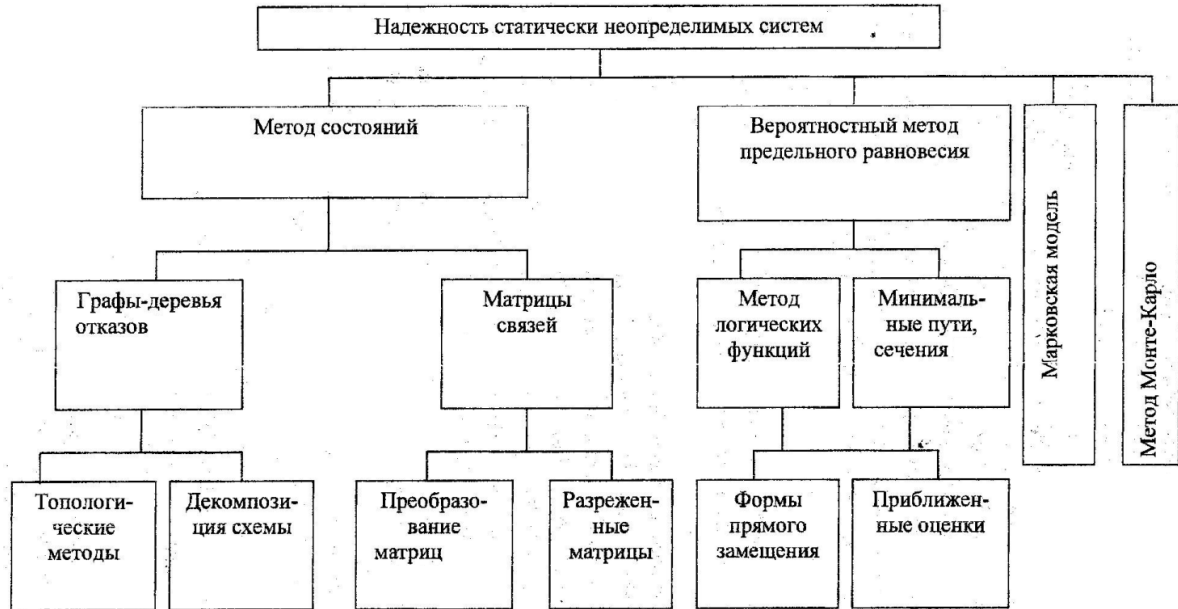 Надежность статически неопределимых систем
Метод состояний
Вероятностный метод
предельного равновесия
Марковская модель
Метод Монте-Карло
Графы-деревья
отказов
Матрицы
связей
Метод
логических
функций
Минималь-
ные пути,
сечения
Топологи-
ческие
методы
Декомпози-
ция схемы
Преобразо-
вание
матриц
Разрежен-
ные
матрицы
Формы
прямого
замещения
Приближен-
ные оценки